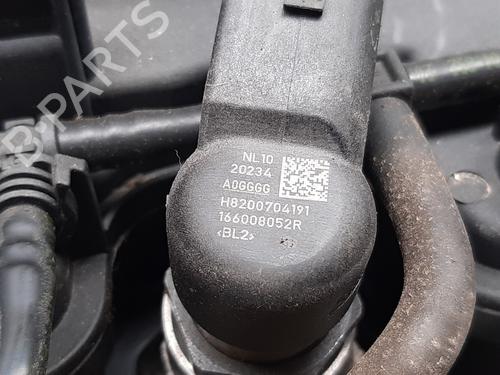 NL10
20234
A0GGGG
H8200704191
166008052R
<BL2>
B-PARTS